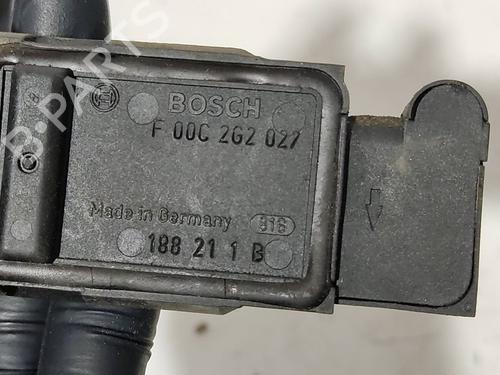 BOSCH
F 00C 2G2 027
Made in Germany 916
188 21 1 B
B-PARTS